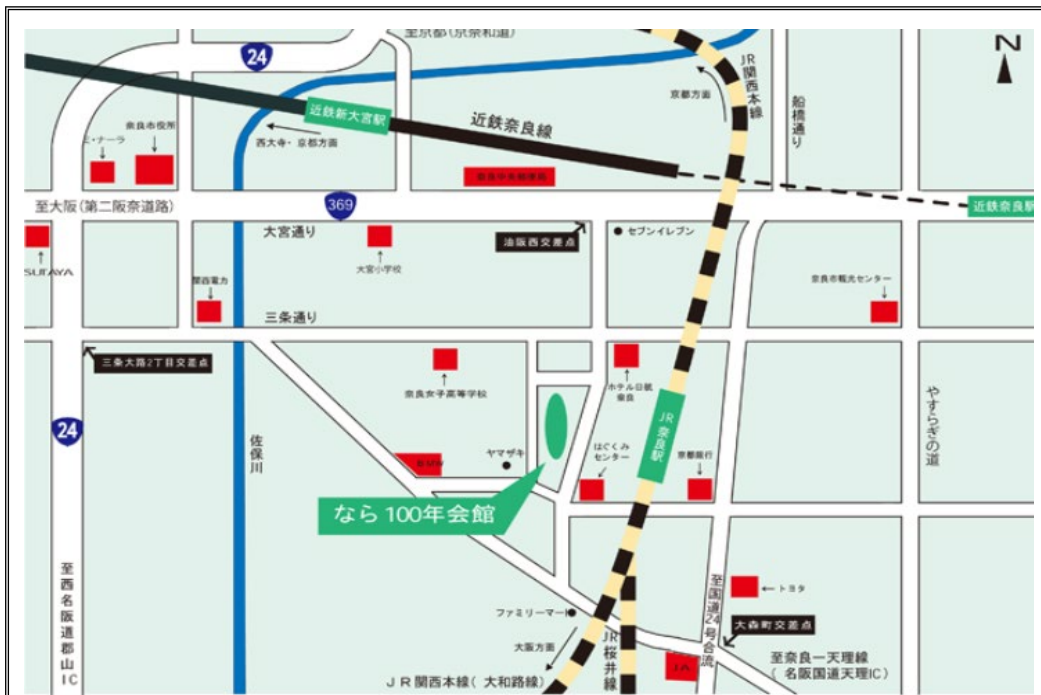 至京都(京奈和道)
24
N
JR関西本線
京都方面
船橋通り
近鉄新大宮駅
近鉄奈良線
奈良市役所
ミ・ナーラ
西大寺・京都方面
奈良中央郵便局
至大阪(第二阪奈道路)
369
近鉄奈良駅
大宮通り
油阪西交差点
セブンイレブン
大宮小学校
TSUTAYA
関西電力
奈良市観光センター
三条通り
三条大路2丁目交差点
奈良女子高等学校
ホテル日航
奈良
やすらぎの道
24
佐保川
JR奈良駅
BMW
ヤマザキ
はぐくみ
センター
京都銀行
なら100年会館
至西名阪道郡山IC
至国道24号合流
トヨタ
ファミリーマート
大森町交差点
大阪方面
JR桜井線
JA
至奈良一天理線
(名阪国道天理IC)
JR関西本線(大和路線)